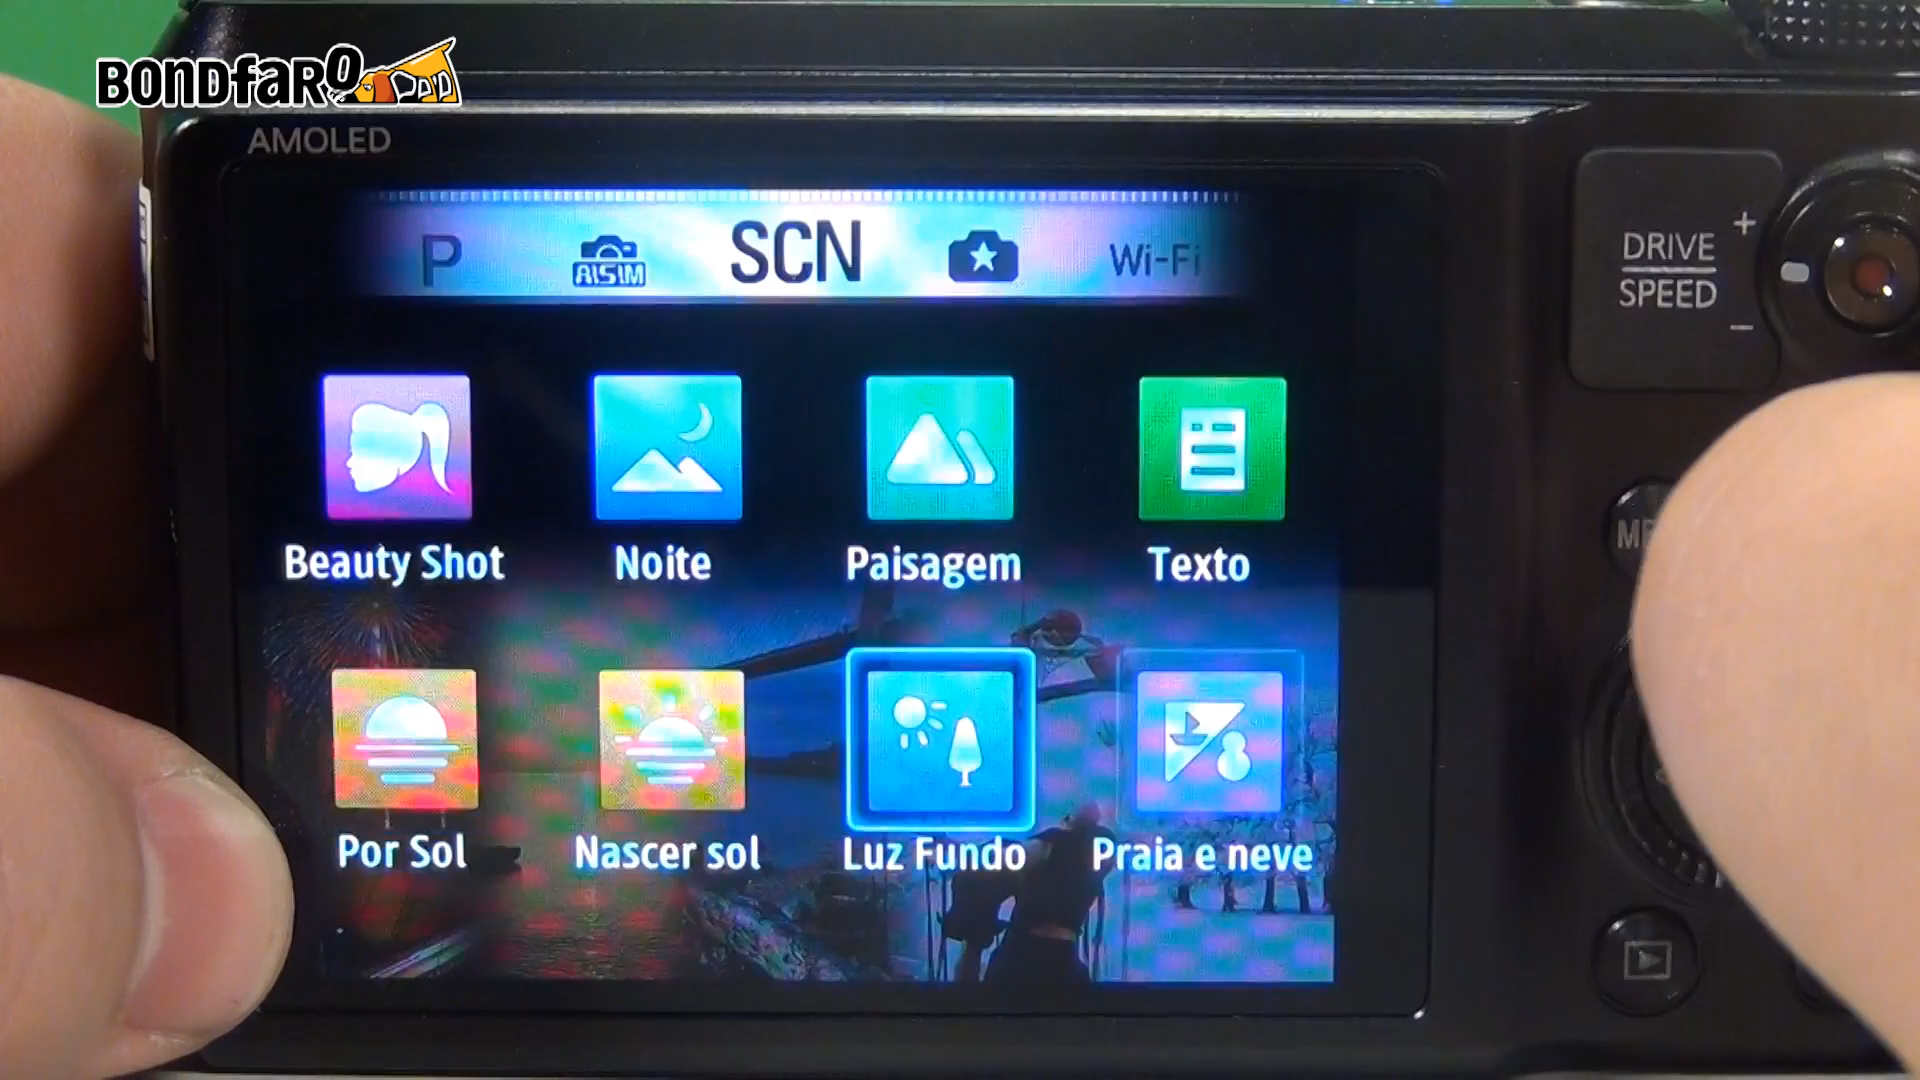 BONDFARO
AMOLED
P AISIM SCN Wi-Fi
DRIVE
SPEED
+
−
Beauty Shot Noite Paisagem Texto
Por Sol Nascer sol Luz Fundo Praia e neve